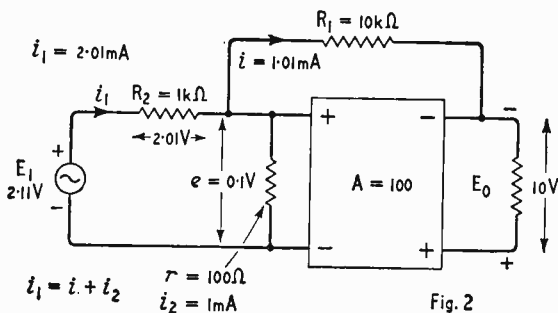 R₁ = 10kΩ
i₁ = 2·01mA
i = 1·01mA
R₂ = 1kΩ
i₁
2·01V
+
E₁
2·11V
−
e = 0·1V
+
−
A = 100
−
+
−
E₀
10V
+
r = 100Ω
i₂ = 1mA
i₁ = i + i₂
Fig. 2